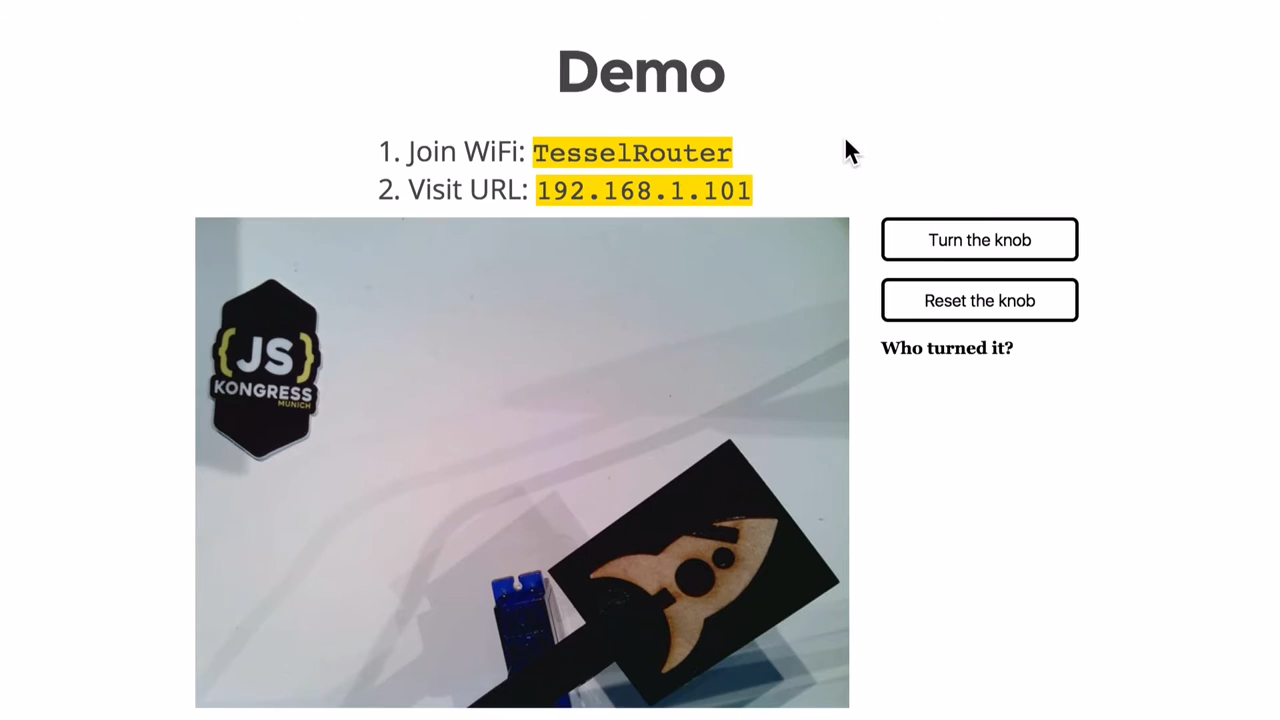 Demo
1. Join WiFi: TesselRouter
2. Visit URL: 192.168.1.101
Turn the knob
Reset the knob
Who turned it?
{JS}
KONGRESS
MUNICH